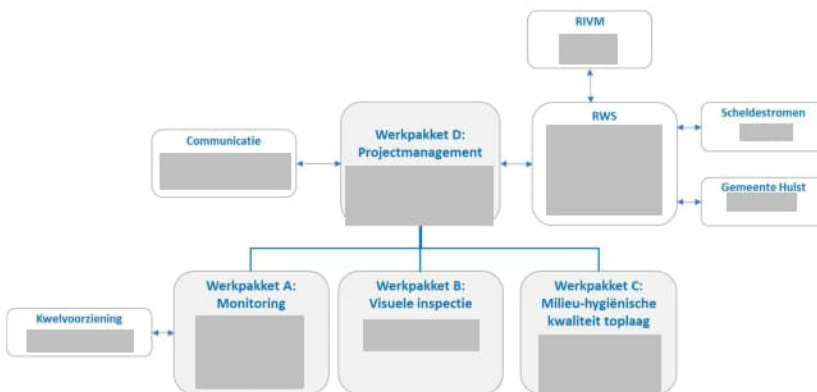 RIVM
RWS
Scheldestromen
Gemeente Hulst
Communicatie
Werkpakket D:
Projectmanagement
Werkpakket A:
Monitoring
Werkpakket B:
Visuele inspectie
Werkpakket C:
Milieu-hygiënische
kwaliteit toplaag
Kwelvoorziening